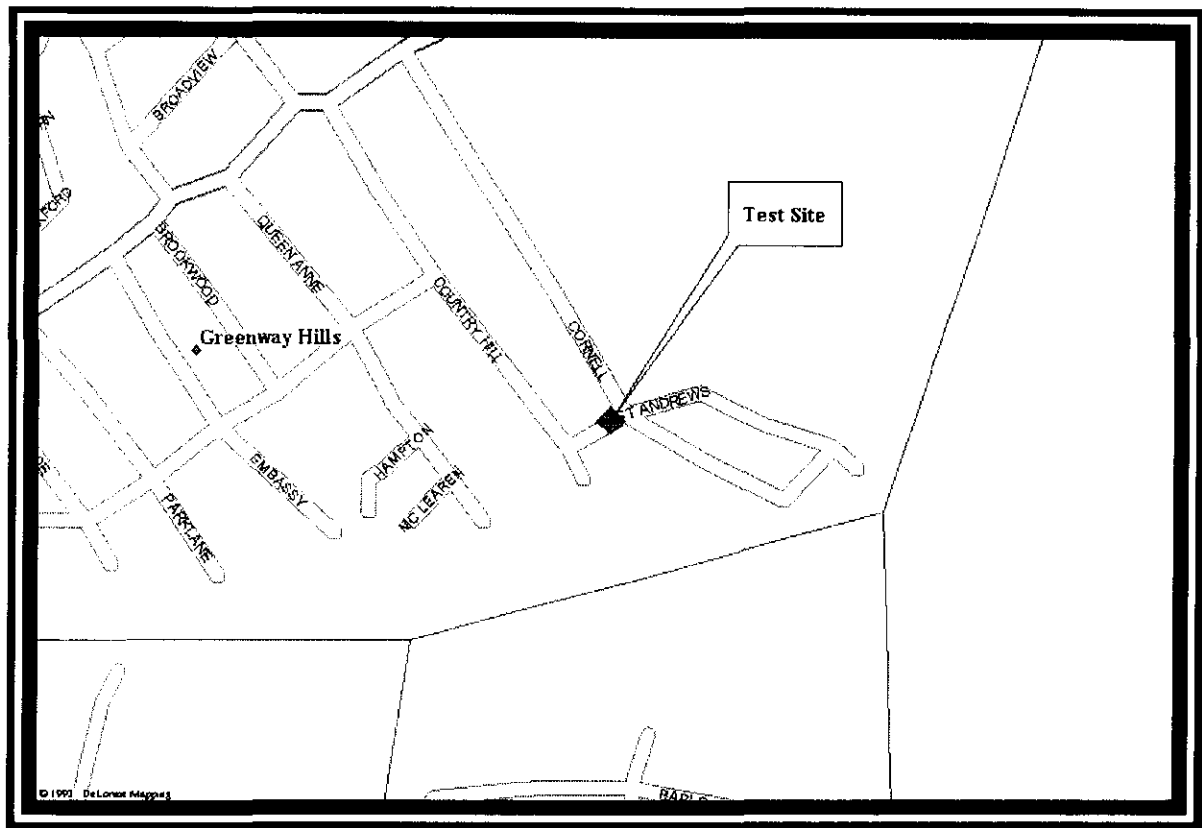 BROADVIEW
Test Site
QUEEN ANNE
BROOKWOOD
COUNTRY HILL
Greenway Hills
CORNELL
ST ANDREWS
HAMPTON
EMBASSY
MC LEAREN
PARKLANE
© 1993 DeLorme Mapping